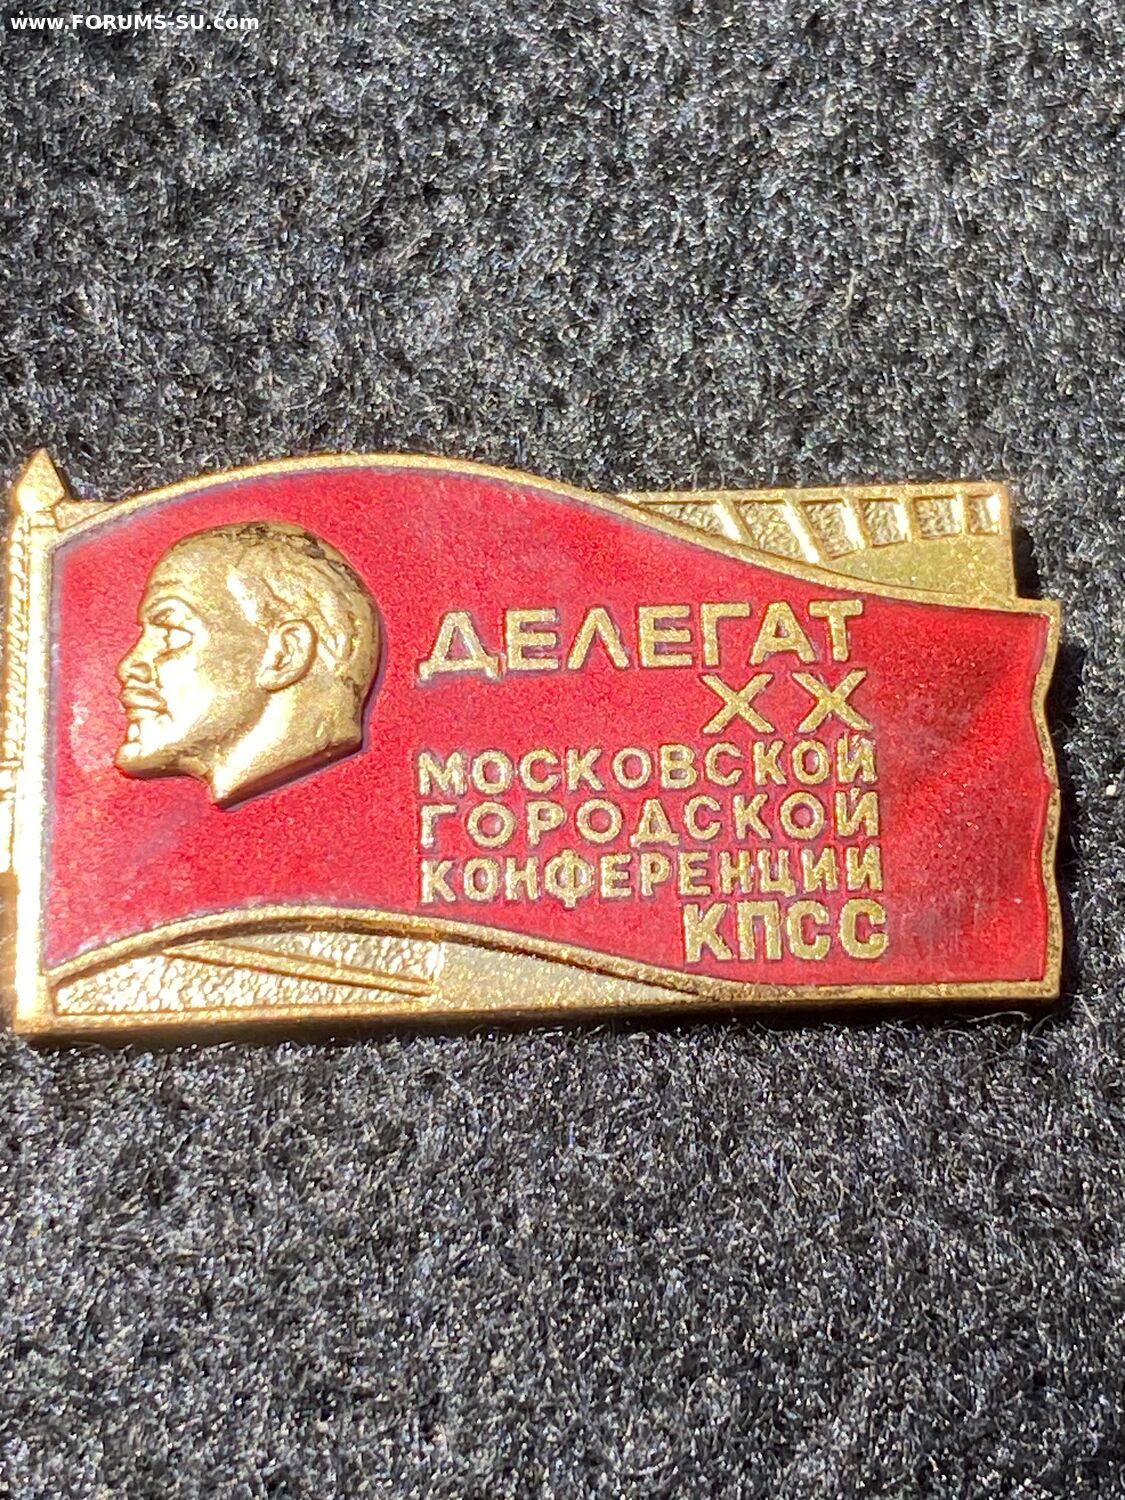 www.FORUMS-SU.com
ДЕЛЕГАТ
XX
МОСКОВСКОЙ
ГОРОДСКОЙ
КОНФЕРЕНЦИИ
КПСС